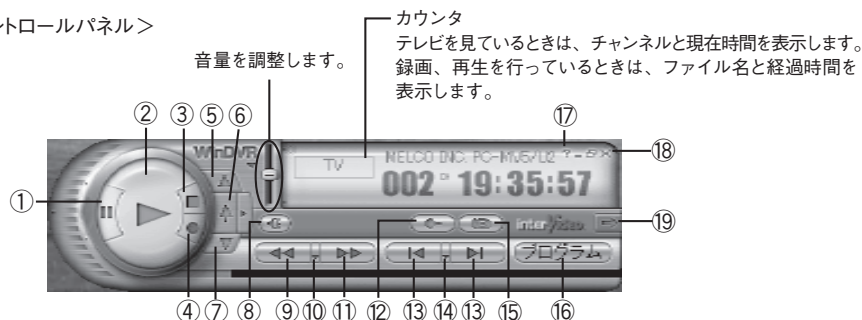 トロールパネル＞
カウンタ
テレビを見ているときは、チャンネルと現在時間を表示します。
録画、再生を行っているときは、ファイル名と経過時間を
表示します。
音量を調整します。
② ③ ⑤ ⑥ ⑰
WinDVR
TV
MELCO INC. PC-MV5/U2 ? ⑱
002 CH 19:35:57
①
InterVideo ⑲
プログラム
④ ⑦ ⑧ ⑨ ⑩ ⑪ ⑫ ⑬ ⑭ ⑬ ⑮ ⑯